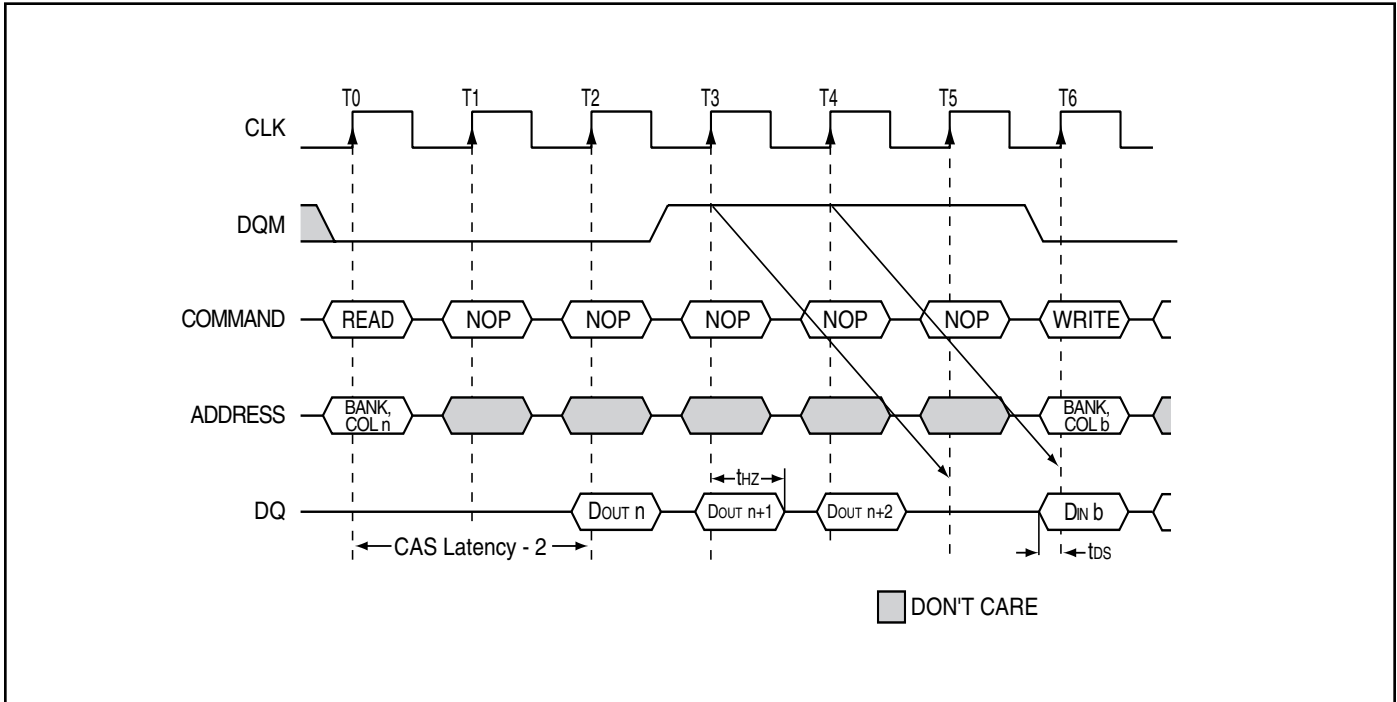 T0 T1 T2 T3 T4 T5 T6
CLK
DQM
COMMAND READ NOP NOP NOP NOP NOP WRITE
ADDRESS BANK, COL n BANK, COL b
tHZ
DQ DOUT n DOUT n+1 DOUT n+2 DIN b
CAS Latency - 2 tDS
DON'T CARE